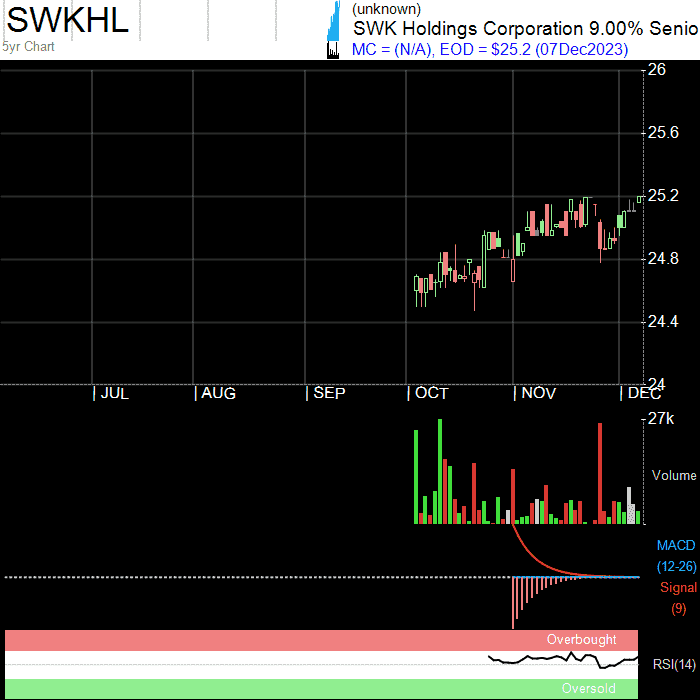 SWKHL
5yr Chart
(unknown)
SWK Holdings Corporation 9.00% Senio
MC = (N/A), EOD = $25.2 (07Dec2023)
26
25.6
25.2
24.8
24.4
24
JUL AUG SEP OCT NOV DEC
27k
Volume
MACD
(12-26)
Signal
(9)
Overbought
RSI(14)
Oversold